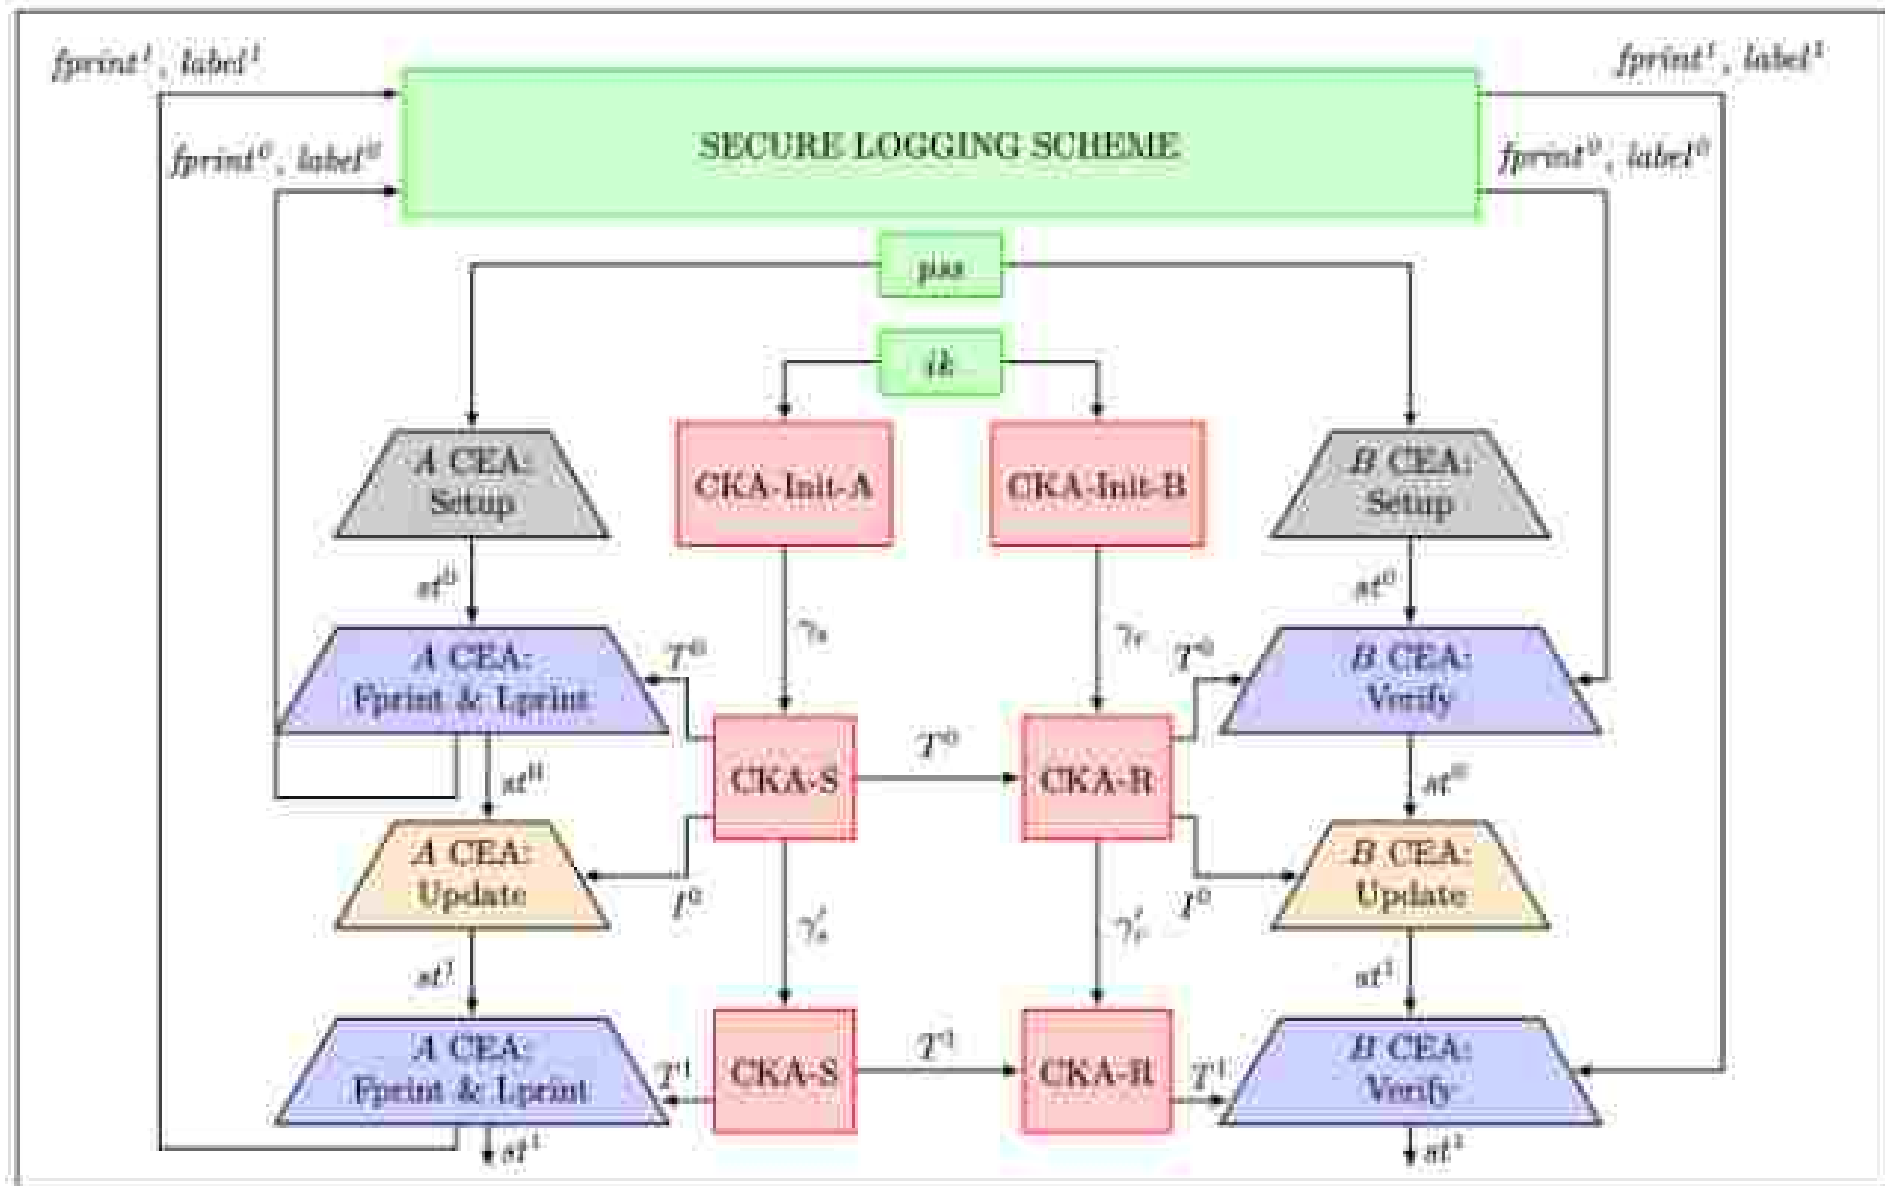 fprint¹, label¹
fprint¹, label¹
SECURE LOGGING SCHEME
fprint⁰, label⁰
fprint⁰, label⁰
ik
A CEA:
Setup
CKA-Init-A
CKA-Init-B
B CEA:
Setup
st⁰
st⁰
γₛ
γᵣ
A CEA:
Fprint & Lprint
T⁰
T⁰
B CEA:
Verify
CKA-S
T⁰
CKA-R
st⁰
st⁰
A CEA:
Update
I⁰
I⁰
B CEA:
Update
γ′ₛ
γ′ᵣ
st¹
st¹
A CEA:
Fprint & Lprint
T¹
CKA-S
T¹
CKA-R
T¹
B CEA:
Verify
st¹
st¹